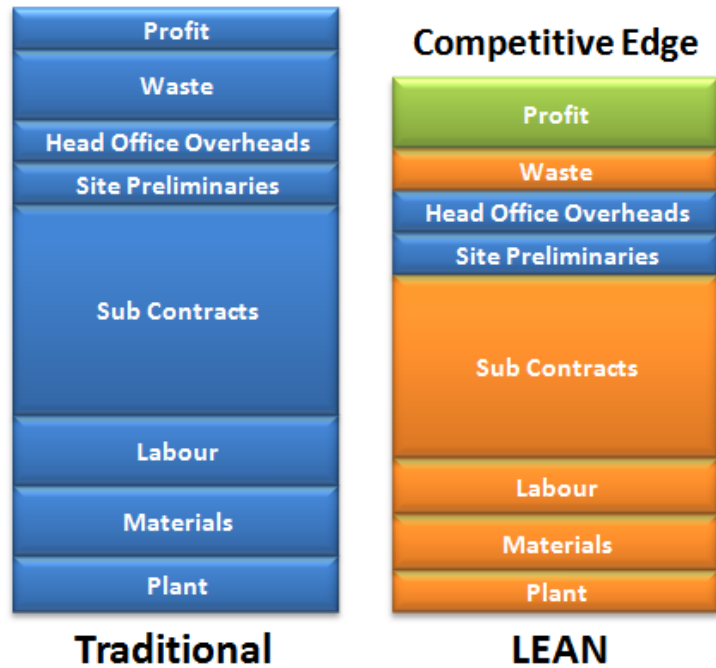 Profit
Waste
Head Office Overheads
Site Preliminaries
Sub Contracts
Labour
Materials
Plant
Traditional
Competitive Edge
Profit
Waste
Head Office Overheads
Site Preliminaries
Sub Contracts
Labour
Materials
Plant
LEAN